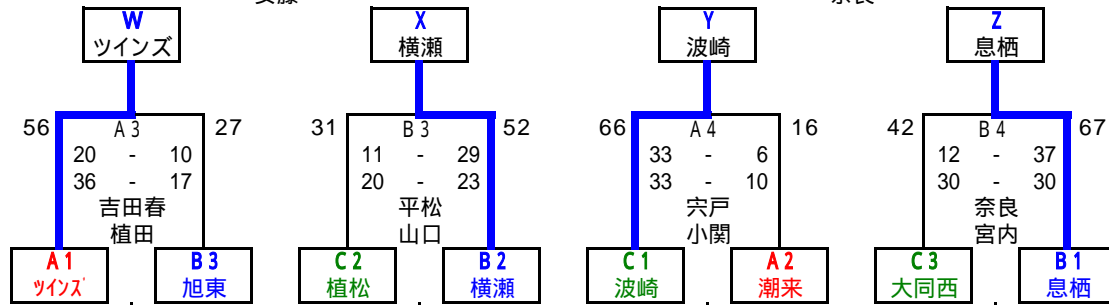 W X Y Z
ツインズ 横瀬 波崎 息栖
56 A3 27 31 B3 52 66 A4 16 42 B4 67
20 - 10 11 - 29 33 - 6 12 - 37
36 - 17 20 - 23 33 - 10 30 - 30
吉田春 平松 宍戸 奈良
植田 山口 小関 宮内
A1 B3 C2 B2 C1 A2 C3 B1
ﾂｲﾝｽﾞ 旭東 植松 横瀬 波崎 潮来 大同西 息栖